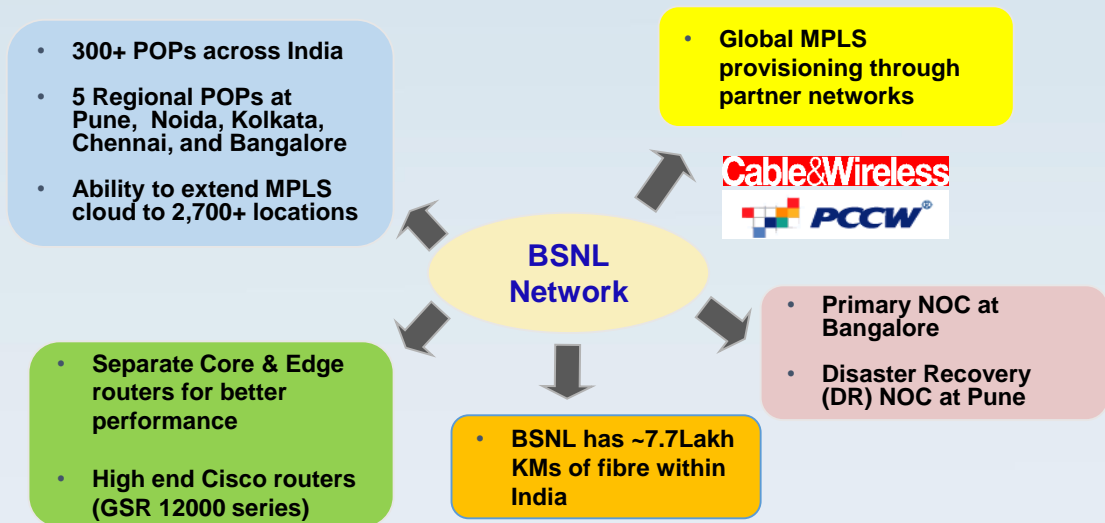 • 300+ POPs across India
• 5 Regional POPs at
Pune, Noida, Kolkata,
Chennai, and Bangalore
• Ability to extend MPLS
cloud to 2,700+ locations
• Global MPLS
provisioning through
partner networks
Cable&Wireless
PCCW®
BSNL
Network
• Primary NOC at
Bangalore
• Disaster Recovery
(DR) NOC at Pune
• Separate Core & Edge
routers for better
performance
• High end Cisco routers
(GSR 12000 series)
• BSNL has ~7.7Lakh
KMs of fibre within
India